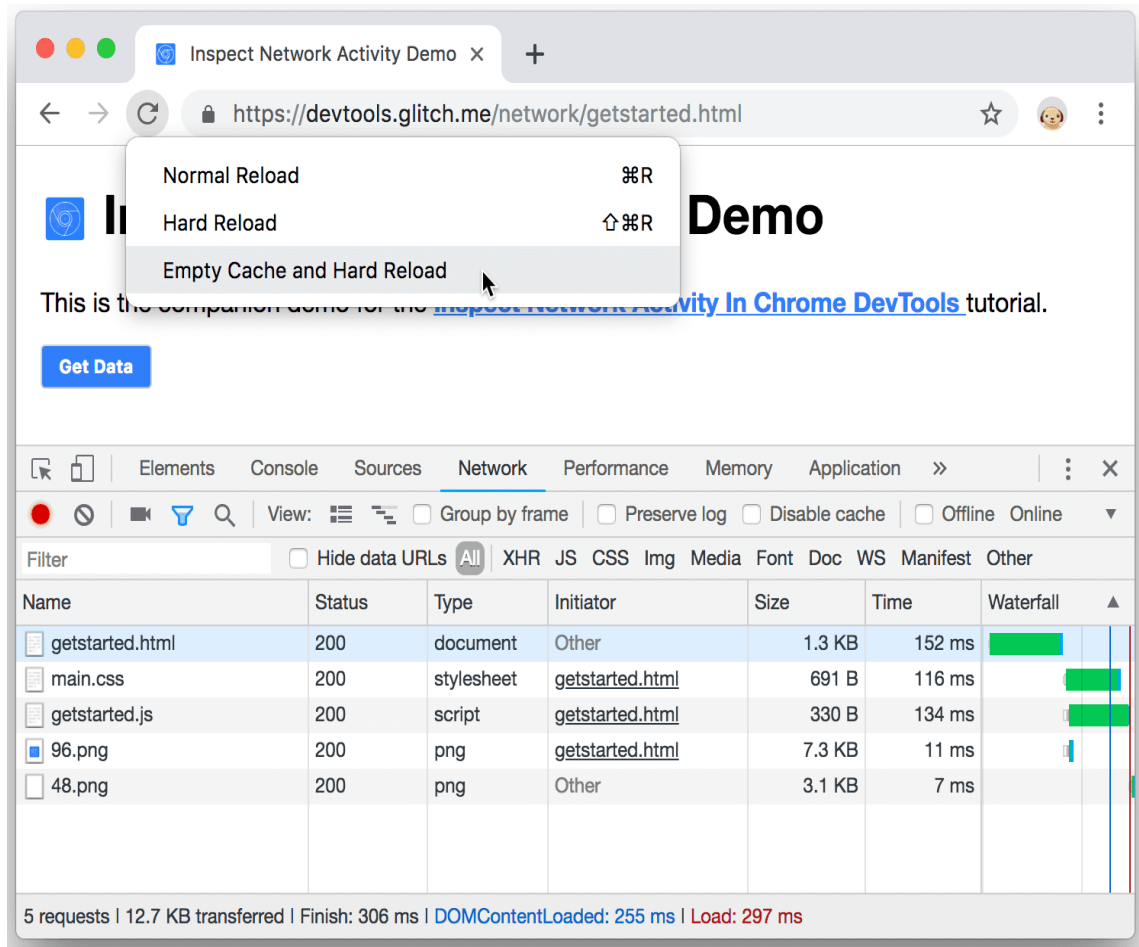 Inspect Network Activity Demo
https://devtools.glitch.me/network/getstarted.html
Normal Reload ⌘R
Hard Reload ⇧⌘R
Empty Cache and Hard Reload
Demo
This is the companion demo for the Inspect Network Activity In Chrome DevTools tutorial.
Get Data
Elements Console Sources Network Performance Memory Application »
View: Group by frame Preserve log Disable cache Offline Online ▼
Filter Hide data URLs All XHR JS CSS Img Media Font Doc WS Manifest Other
Name Status Type Initiator Size Time Waterfall ▲
getstarted.html 200 document Other 1.3 KB 152 ms
main.css 200 stylesheet getstarted.html 691 B 116 ms
getstarted.js 200 script getstarted.html 330 B 134 ms
96.png 200 png getstarted.html 7.3 KB 11 ms
48.png 200 png Other 3.1 KB 7 ms
5 requests | 12.7 KB transferred | Finish: 306 ms | DOMContentLoaded: 255 ms | Load: 297 ms